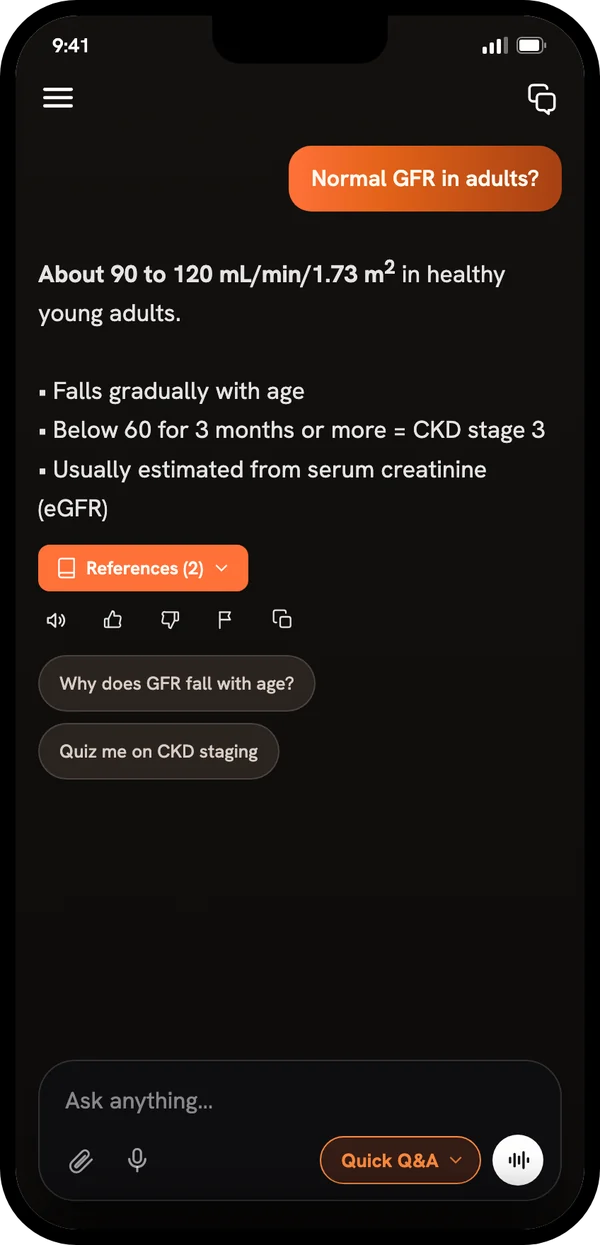 9:41
Normal GFR in adults?
About 90 to 120 mL/min/1.73 m² in healthy
young adults.
▪ Falls gradually with age
▪ Below 60 for 3 months or more = CKD stage 3
▪ Usually estimated from serum creatinine
(eGFR)
References (2)
Why does GFR fall with age?
Quiz me on CKD staging
Ask anything...
Quick Q&A